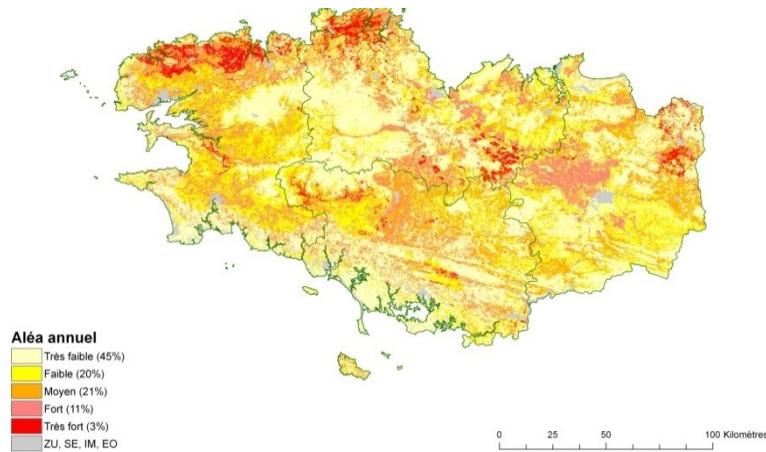 Aléa annuel
Très faible (45%)
Faible (20%)
Moyen (21%)
Fort (11%)
Très fort (3%)
ZU, SE, IM, EO
0 25 50 100 Kilomètres